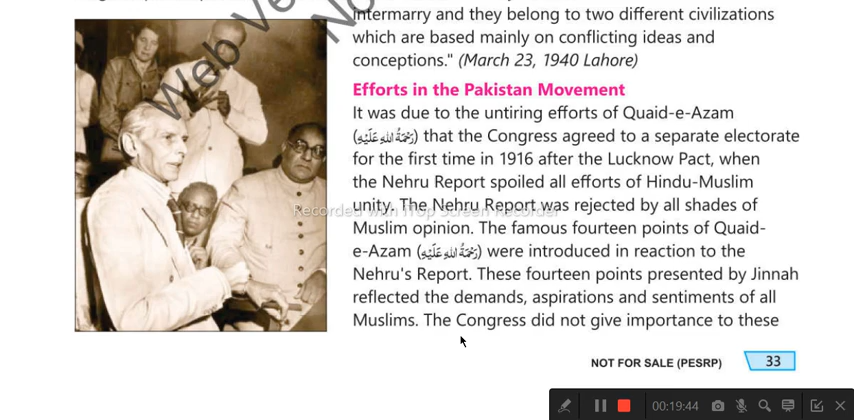 Web Ve
No
intermarry and they belong to two different civilizations
which are based mainly on conflicting ideas and
conceptions." (March 23, 1940 Lahore)
Efforts in the Pakistan Movement
It was due to the untiring efforts of Quaid-e-Azam
(رَحْمَةُ اللهِ عَلَيْهِ) that the Congress agreed to a separate electorate
for the first time in 1916 after the Lucknow Pact, when
the Nehru Report spoiled all efforts of Hindu-Muslim
unity. The Nehru Report was rejected by all shades of
Muslim opinion. The famous fourteen points of Quaid-
e-Azam (رَحْمَةُ اللهِ عَلَيْهِ) were introduced in reaction to the
Nehru's Report. These fourteen points presented by Jinnah
reflected the demands, aspirations and sentiments of all
Muslims. The Congress did not give importance to these
Recorded with iTop Screen Recorder
NOT FOR SALE (PESRP) 33
00:19:44